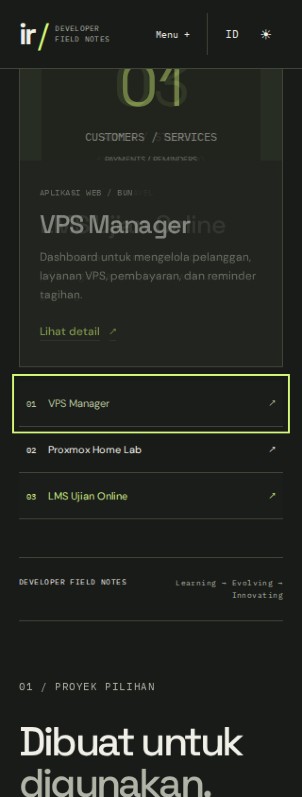 ir/ DEVELOPER
FIELD NOTES
Menu +
ID
CUSTOMERS / SERVICES
PAYMENTS / REMINDERS
APLIKASI WEB / BUN
VPS Manager
Dashboard untuk mengelola pelanggan,
layanan VPS, pembayaran, dan reminder
tagihan.
Lihat detail ↗
01 VPS Manager ↗
02 Proxmox Home Lab ↗
03 LMS Ujian Online ↗
DEVELOPER FIELD NOTES
Learning → Evolving →
Innovating
01 / PROYEK PILIHAN
Dibuat untuk
digunakan.